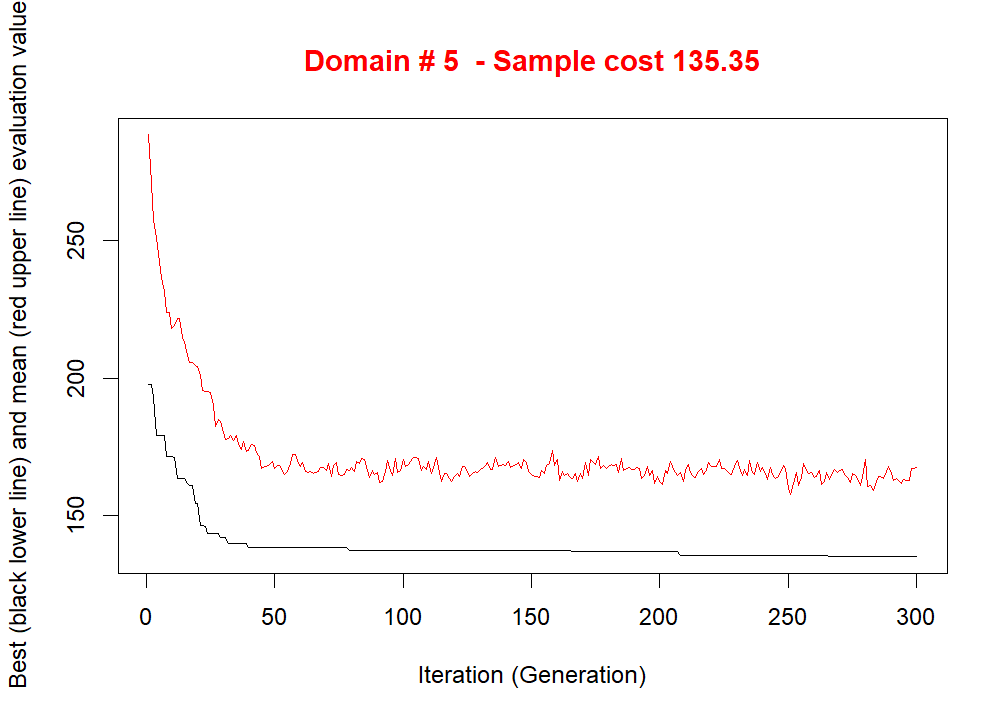 Domain # 5  - Sample cost 135.35
Best (black lower line) and mean (red upper line) evaluation value
250
200
150
0 50 100 150 200 250 300
Iteration (Generation)